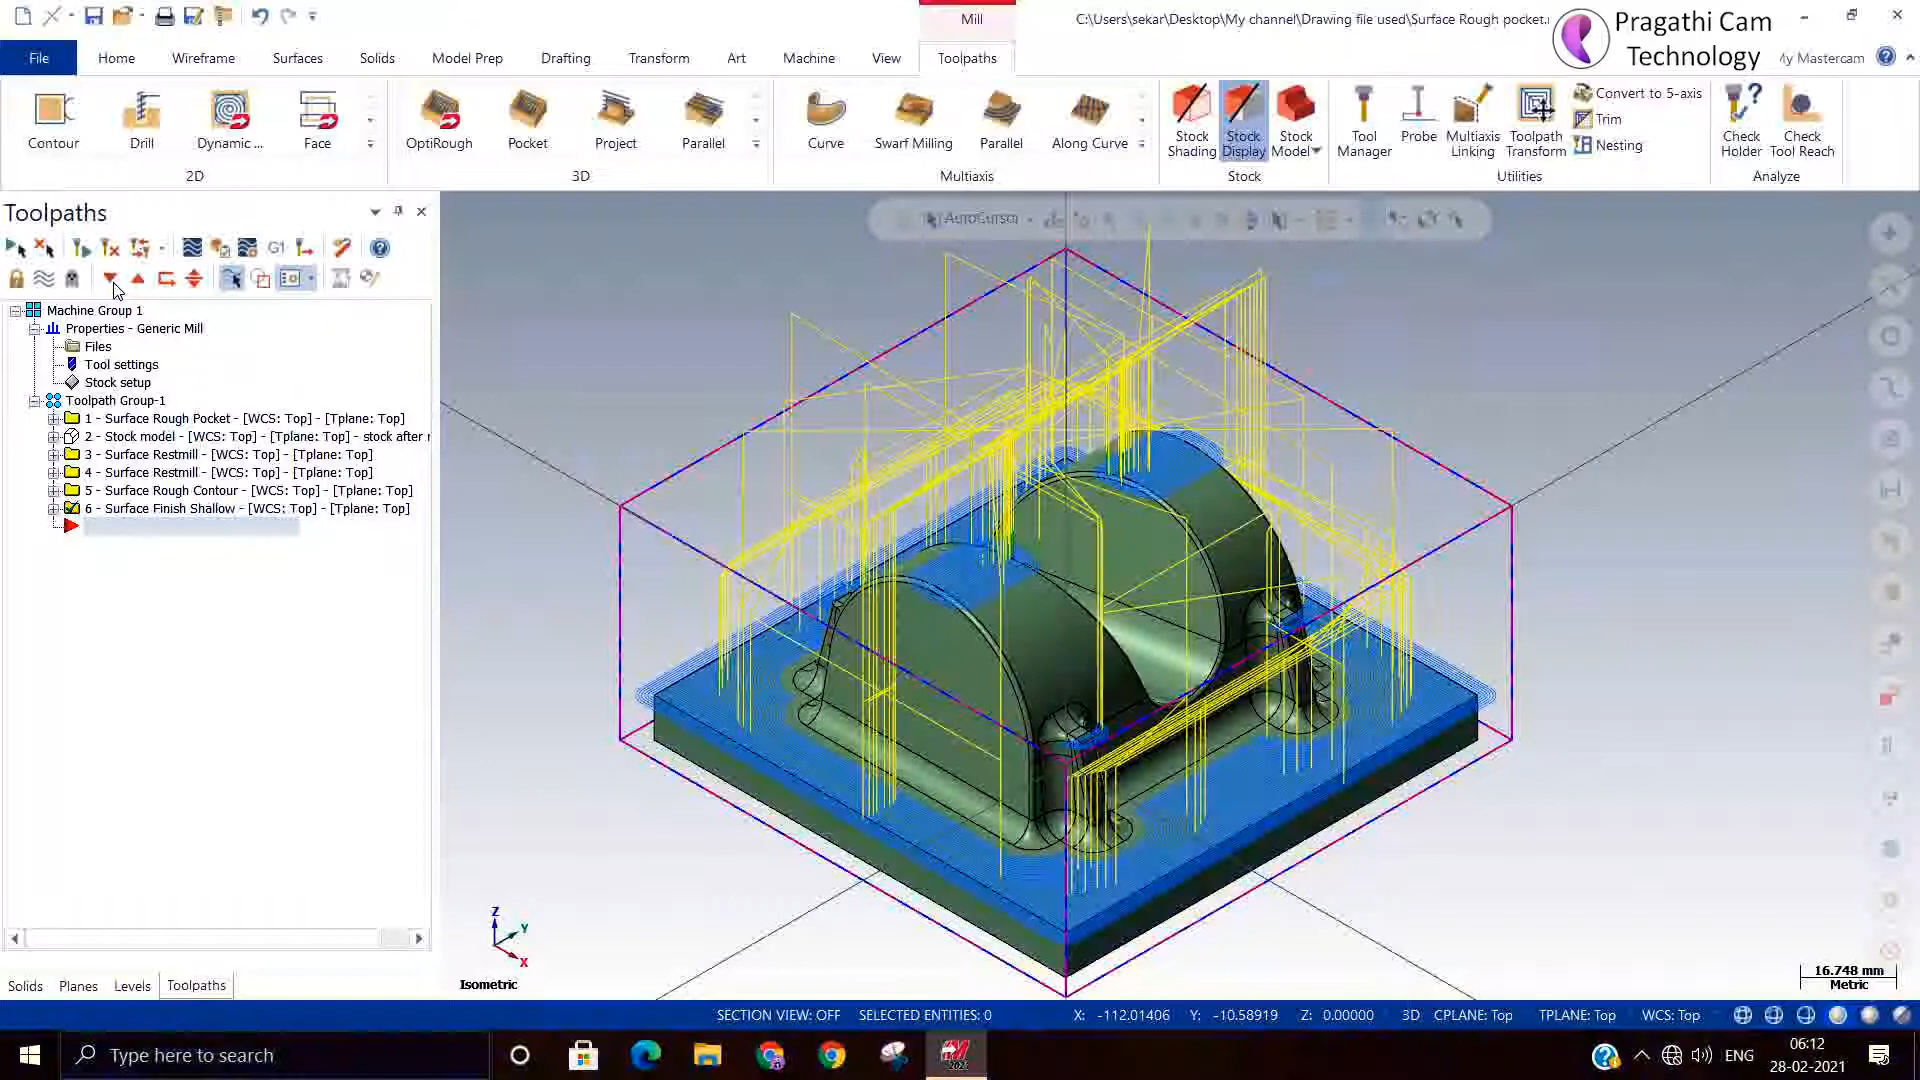 Mill
C:\Users\sekar\Desktop\My channel\Drawing file used\Surface Rough pocket.
Pragathi Cam
Technology
File
Home
Wireframe
Surfaces
Solids
Model Prep
Drafting
Transform
Art
Machine
View
Toolpaths
My Mastercam
Contour
Drill
Dynamic ...
Face
2D
OptiRough
Pocket
Project
Parallel
3D
Curve
Swarf Milling
Parallel
Along Curve
Multiaxis
Stock
Shading
Stock
Display
Stock
Model
Stock
Tool
Manager
Probe
Multiaxis
Linking
Toolpath
Transform
Convert to 5-axis
Trim
Nesting
Utilities
Check
Holder
Check
Tool Reach
Analyze
Toolpaths
G1
AutoCursor
Machine Group 1
Properties - Generic Mill
Files
Tool settings
Stock setup
Toolpath Group-1
1 - Surface Rough Pocket - [WCS: Top] - [Tplane: Top]
2 - Stock model - [WCS: Top] - [Tplane: Top] - stock after
3 - Surface Restmill - [WCS: Top] - [Tplane: Top]
4 - Surface Restmill - [WCS: Top] - [Tplane: Top]
5 - Surface Rough Contour - [WCS: Top] - [Tplane: Top]
6 - Surface Finish Shallow - [WCS: Top] - [Tplane: Top]
Z
Y
X
Isometric
16.748 mm
Metric
Solids
Planes
Levels
Toolpaths
SECTION VIEW: OFF
SELECTED ENTITIES: 0
X: -112.01406
Y: -10.58919
Z: 0.00000
3D
CPLANE: Top
TPLANE: Top
WCS: Top
Type here to search
ENG
06:12
28-02-2021